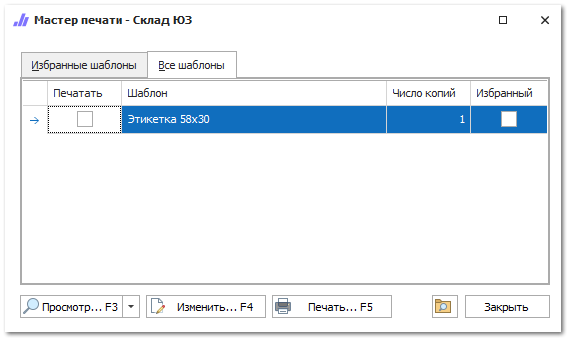 Мастер печати - Склад ЮЗ
Избранные шаблоны Все шаблоны
Печатать Шаблон Число копий Избранный
Этикетка 58x30 1
Просмотр... F3 Изменить... F4 Печать... F5 Закрыть